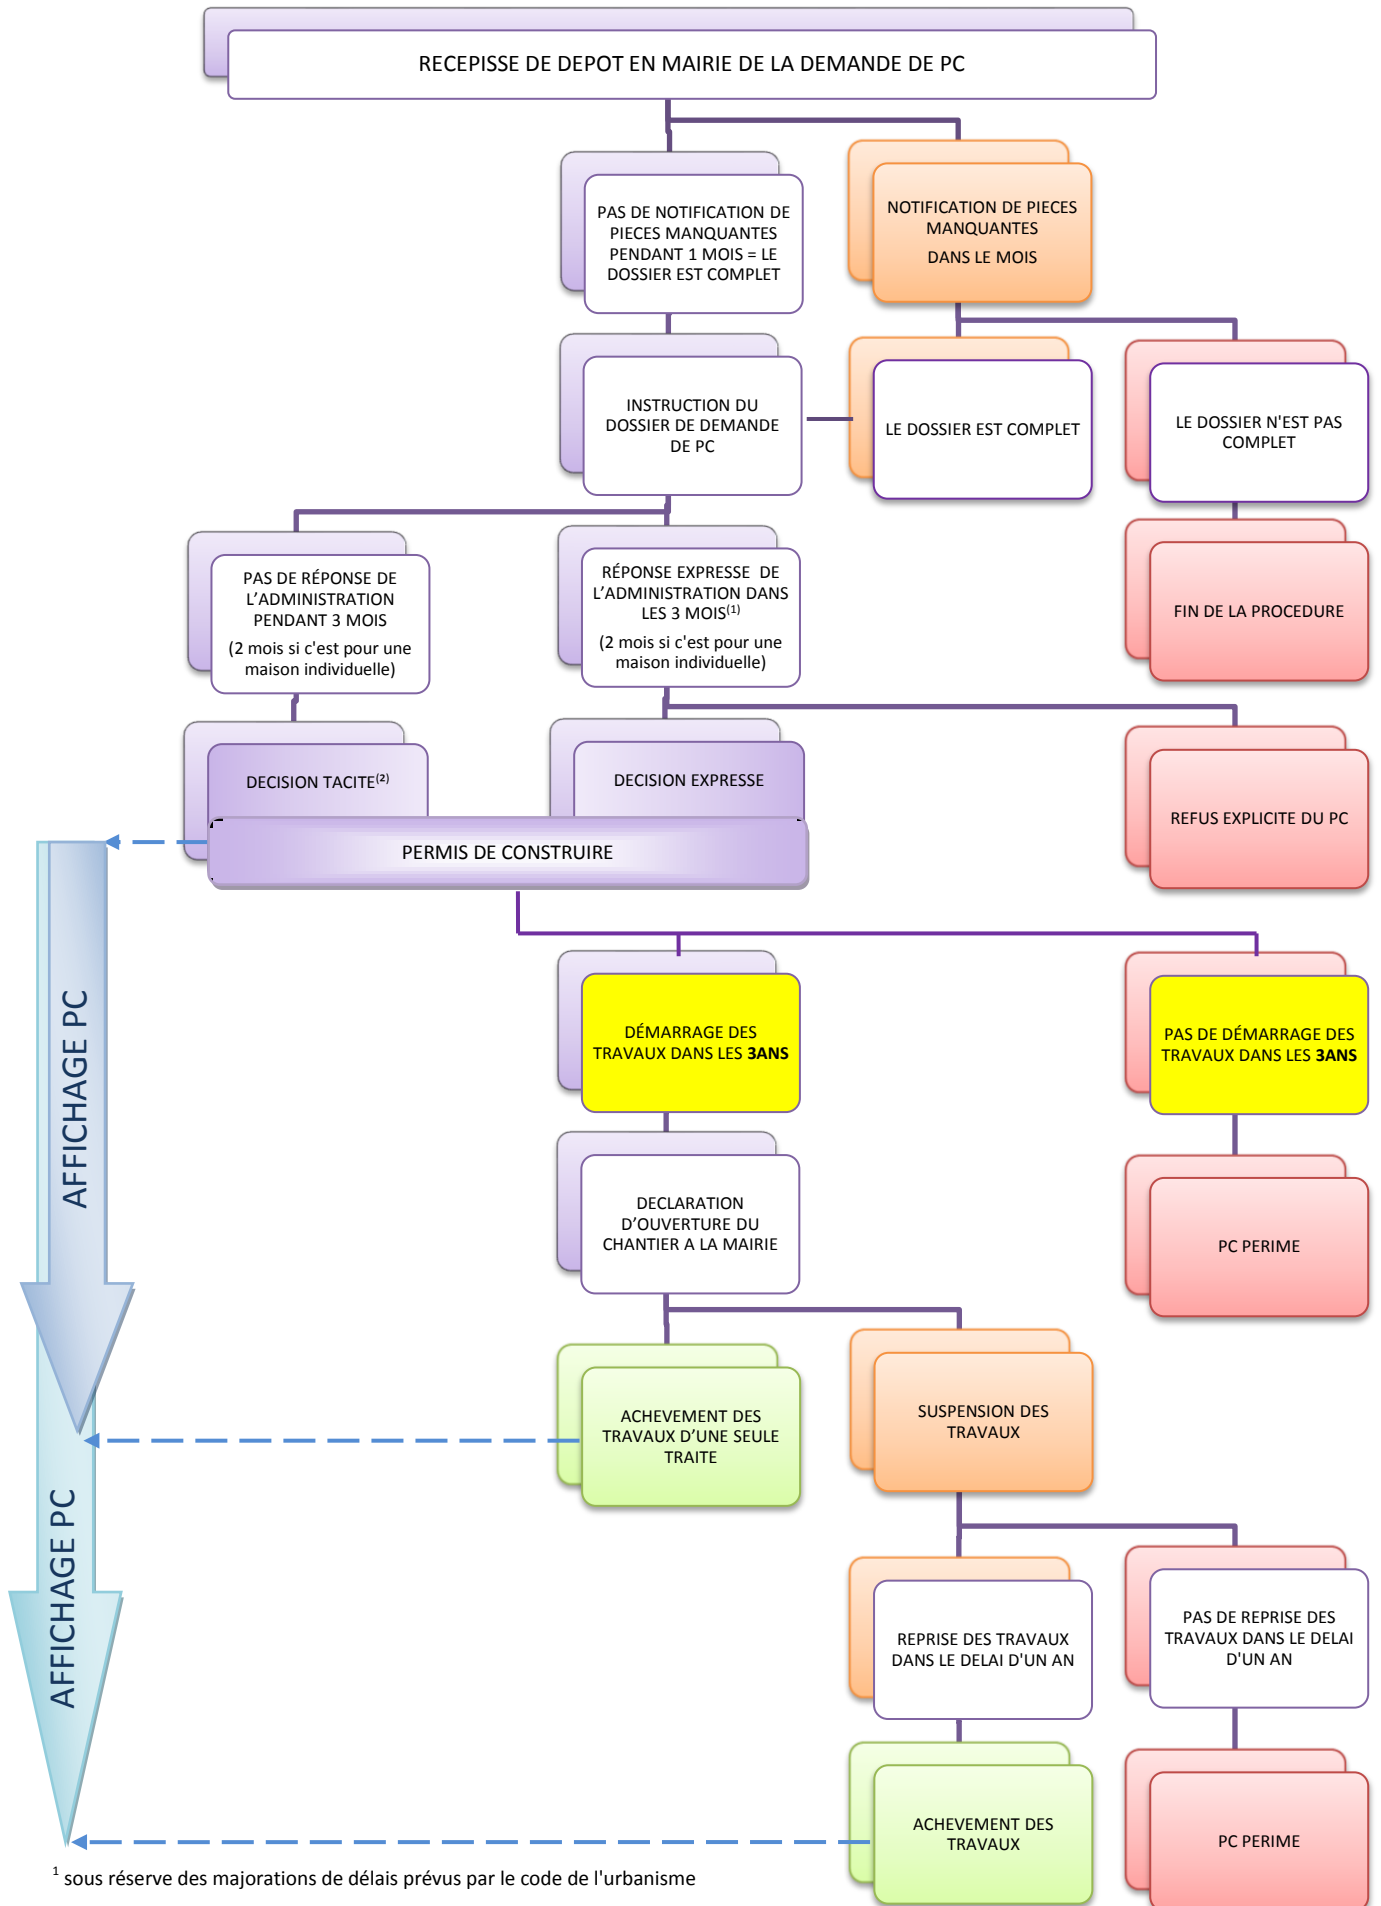 RECEPISSE DE DEPOT EN MAIRIE DE LA DEMANDE DE PC
PAS DE NOTIFICATION DE
PIECES MANQUANTES
PENDANT 1 MOIS = LE
DOSSIER EST COMPLET
NOTIFICATION DE PIECES
MANQUANTES
DANS LE MOIS
INSTRUCTION DU
DOSSIER DE DEMANDE
DE PC
LE DOSSIER EST COMPLET
LE DOSSIER N'EST PAS
COMPLET
PAS DE RÉPONSE DE
L’ADMINISTRATION
PENDANT 3 MOIS
(2 mois si c'est pour une
maison individuelle)
RÉPONSE EXPRESSE DE
L’ADMINISTRATION DANS
LES 3 MOIS(1)
(2 mois si c'est pour une
maison individuelle)
FIN DE LA PROCEDURE
DECISION TACITE(2)
DECISION EXPRESSE
REFUS EXPLICITE DU PC
PERMIS DE CONSTRUIRE
AFFICHAGE PC
DÉMARRAGE DES
TRAVAUX DANS LES 3ANS
PAS DE DÉMARRAGE DES
TRAVAUX DANS LES 3ANS
DECLARATION
D’OUVERTURE DU
CHANTIER A LA MAIRIE
PC PERIME
ACHEVEMENT DES
TRAVAUX D’UNE SEULE
TRAITE
SUSPENSION DES
TRAVAUX
AFFICHAGE PC
REPRISE DES TRAVAUX
DANS LE DELAI D'UN AN
PAS DE REPRISE DES
TRAVAUX DANS LE DELAI
D'UN AN
ACHEVEMENT DES
TRAVAUX
PC PERIME
1 sous réserve des majorations de délais prévus par le code de l'urbanisme